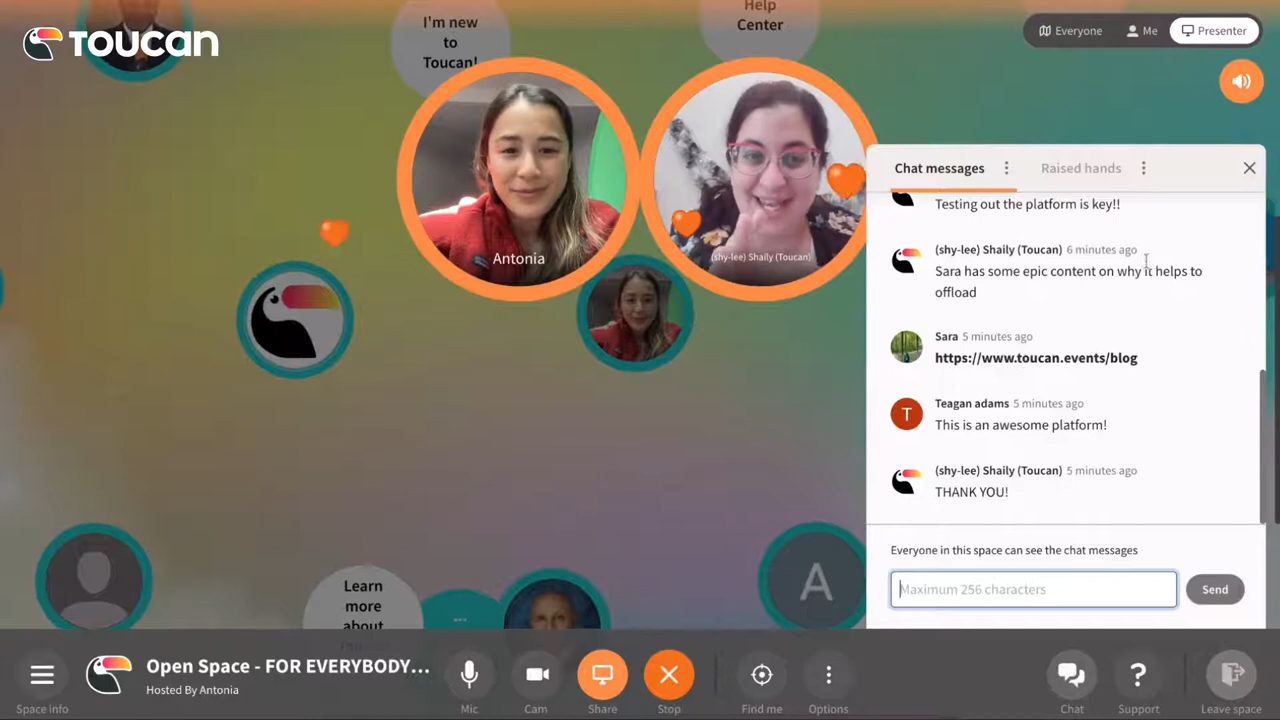 TOUCAN
I'm new
to
Toucan!
Help
Center
Everyone
Me
Presenter
Antonia
(shy-lee) Shaily (Toucan)
Chat messages
Raised hands
Testing out the platform is key!!
(shy-lee) Shaily (Toucan) 6 minutes ago
Sara has some epic content on why it helps to
offload
Sara 5 minutes ago
https://www.toucan.events/blog
Teagan adams 5 minutes ago
T
This is an awesome platform!
(shy-lee) Shaily (Toucan) 5 minutes ago
THANK YOU!
Everyone in this space can see the chat messages
Maximum 256 characters
Send
A
Learn
more
about
...
Open Space - FOR EVERYBODY...
Hosted By Antonia
Space info
Mic
Cam
Share
Stop
Find me
Options
Chat
?
Support
Leave space